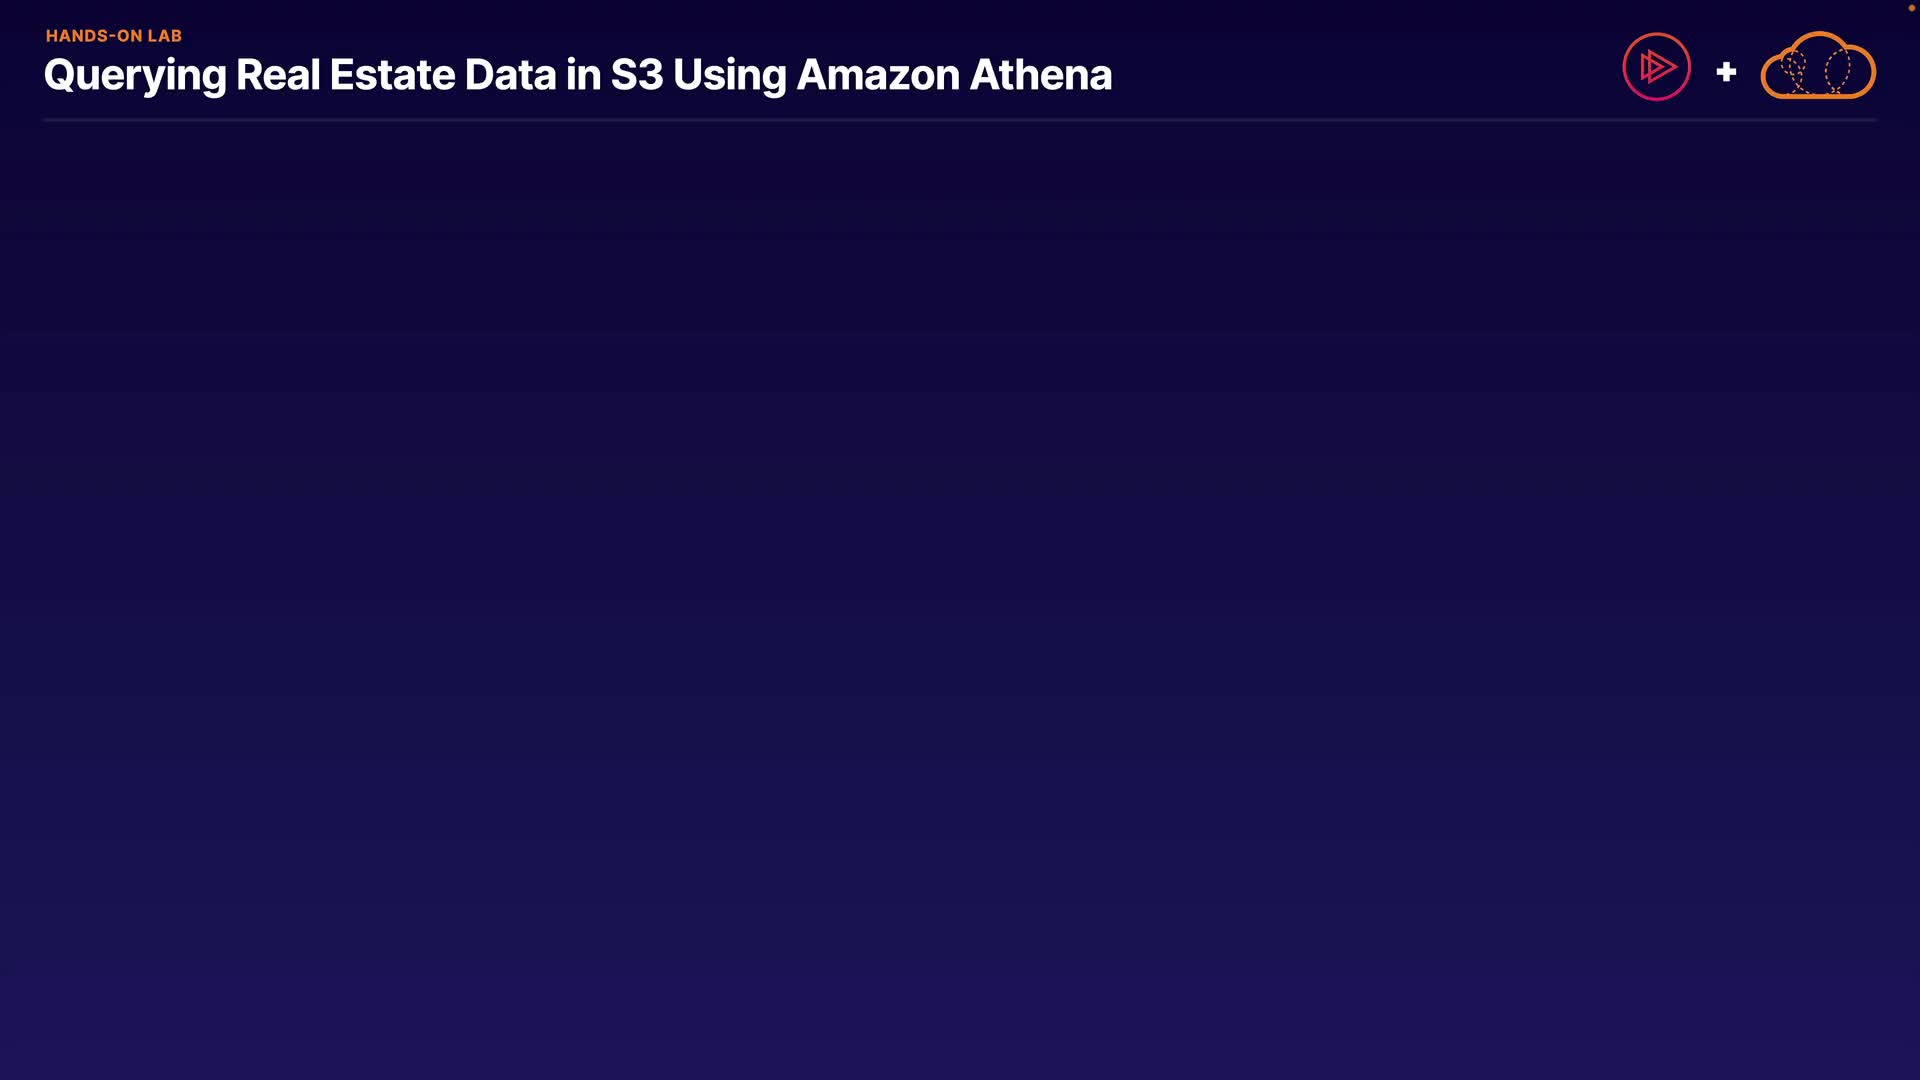 HANDS-ON LAB
Querying Real Estate Data in S3 Using Amazon Athena
+